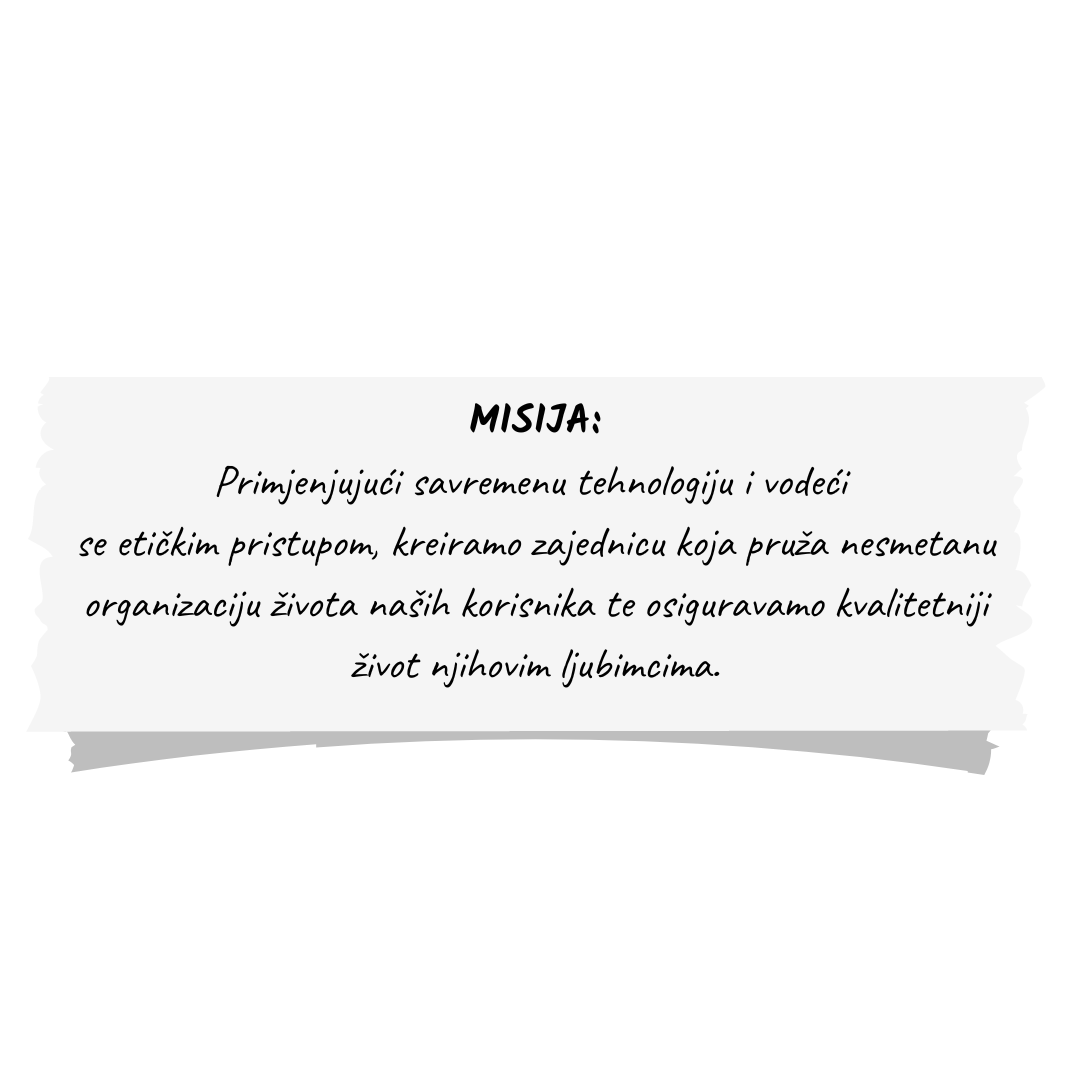 MISIJA:
Primjenjujući savremenu tehnologiju i vodeći
se etičkim pristupom, kreiramo zajednicu koja pruža nesmetanu
organizaciju života naših korisnika te osiguravamo kvalitetniji
život njihovim ljubimcima.